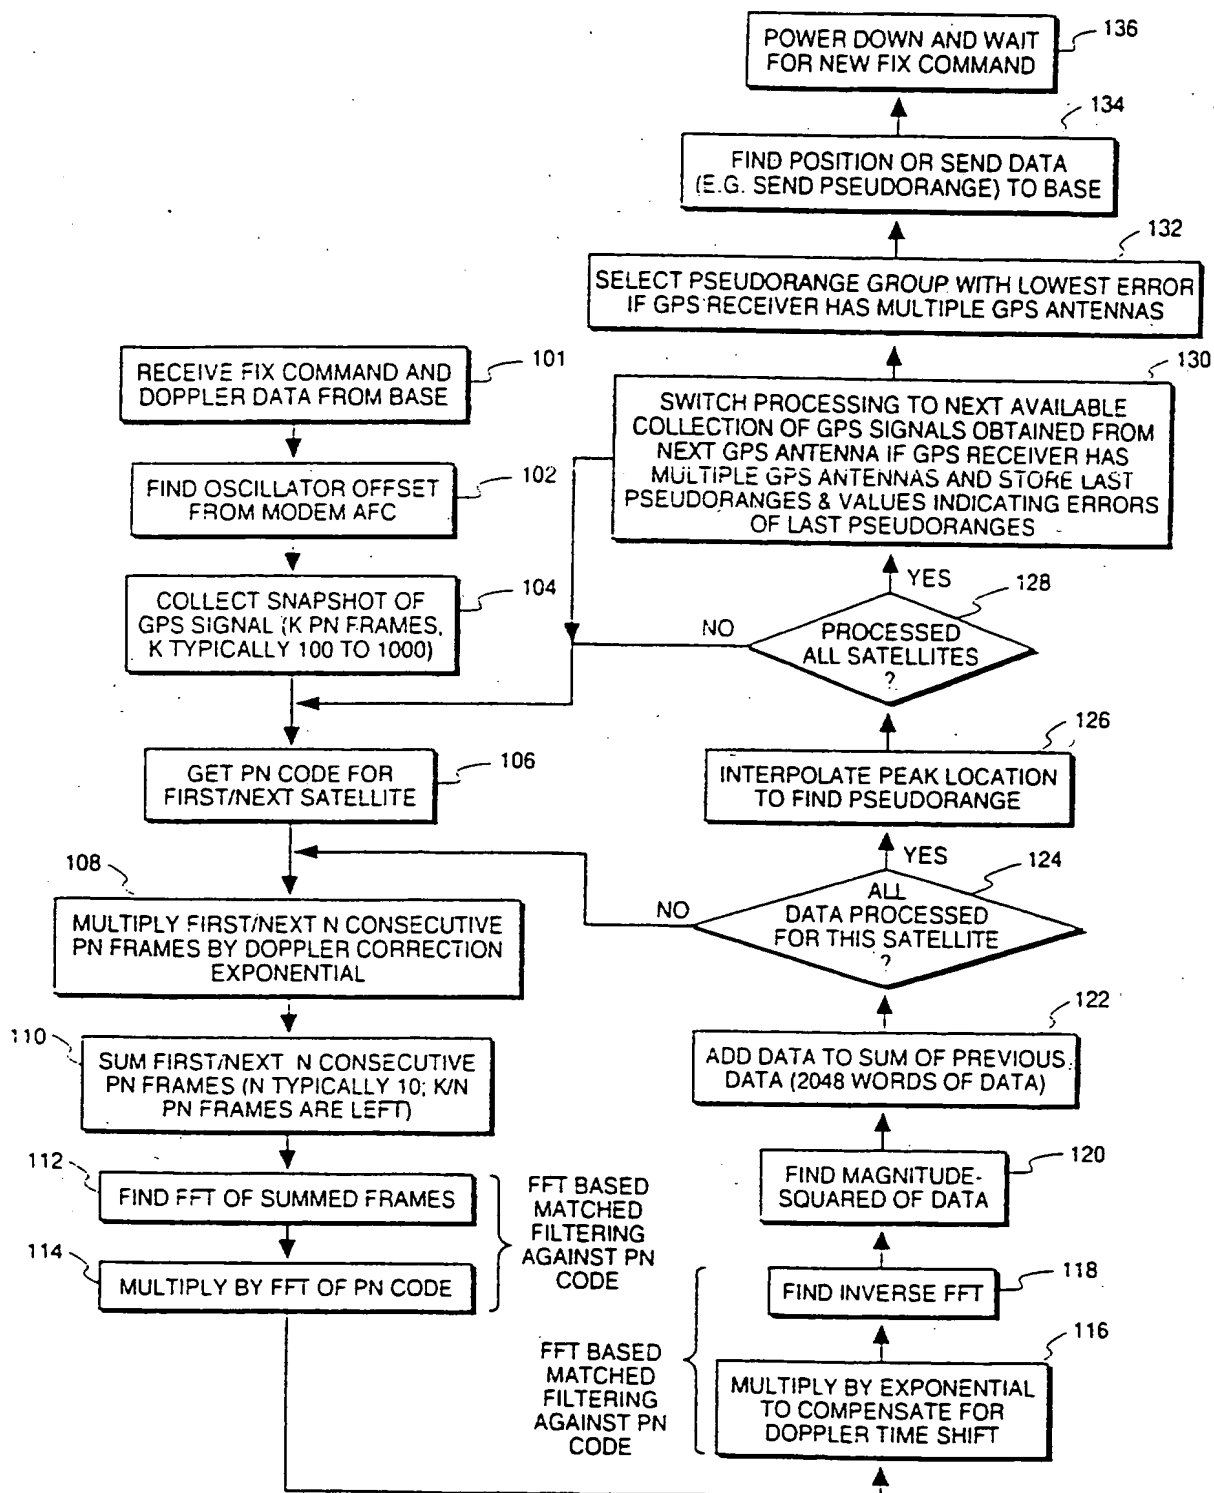 RECEIVE FIX COMMAND AND
DOPPLER DATA FROM BASE
101
FIND OSCILLATOR OFFSET
FROM MODEM AFC
102
COLLECT SNAPSHOT OF
GPS SIGNAL (K PN FRAMES,
K TYPICALLY 100 TO 1000)
104
GET PN CODE FOR
FIRST/NEXT SATELLITE
106
108
MULTIPLY FIRST/NEXT N CONSECUTIVE
PN FRAMES BY DOPPLER CORRECTION
EXPONENTIAL
110
SUM FIRST/NEXT N CONSECUTIVE
PN FRAMES (N TYPICALLY 10; K/N
PN FRAMES ARE LEFT)
112
FIND FFT OF SUMMED FRAMES
114
MULTIPLY BY FFT OF PN CODE
FFT BASED
MATCHED
FILTERING
AGAINST PN
CODE
FFT BASED
MATCHED
FILTERING
AGAINST PN
CODE
116
MULTIPLY BY EXPONENTIAL
TO COMPENSATE FOR
DOPPLER TIME SHIFT
118
FIND INVERSE FFT
120
FIND MAGNITUDE-
SQUARED OF DATA
122
ADD DATA TO SUM OF PREVIOUS
DATA (2048 WORDS OF DATA)
124
ALL
DATA PROCESSED
FOR THIS SATELLITE
?
NO
YES
126
INTERPOLATE PEAK LOCATION
TO FIND PSEUDORANGE
128
PROCESSED
ALL SATELLITES
?
NO
YES
130
SWITCH PROCESSING TO NEXT AVAILABLE
COLLECTION OF GPS SIGNALS OBTAINED FROM
NEXT GPS ANTENNA IF GPS RECEIVER HAS
MULTIPLE GPS ANTENNAS AND STORE LAST
PSEUDORANGES & VALUES INDICATING ERRORS
OF LAST PSEUDORANGES
132
SELECT PSEUDORANGE GROUP WITH LOWEST ERROR
IF GPS RECEIVER HAS MULTIPLE GPS ANTENNAS
134
FIND POSITION OR SEND DATA
(E.G. SEND PSEUDORANGE) TO BASE
136
POWER DOWN AND WAIT
FOR NEW FIX COMMAND